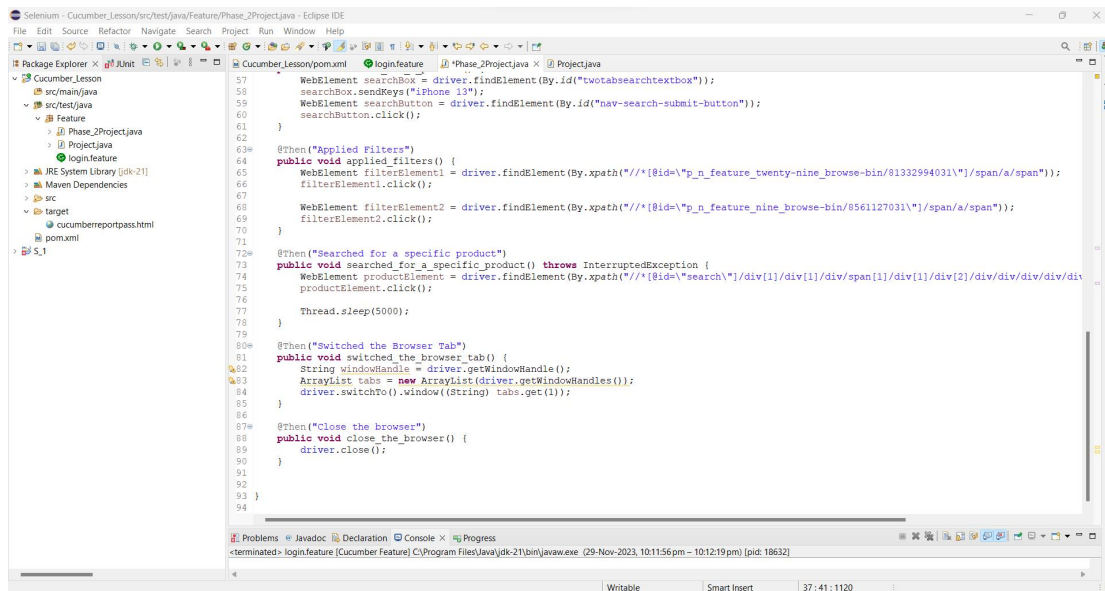 Selenium - Cucumber_Lesson/src/test/java/Feature/Phase_2Project.java - Eclipse IDE
File Edit Source Refactor Navigate Search Project Run Window Help
Package Explorer × JUnit
Cucumber_Lesson
src/main/java
src/test/java
Feature
Phase_2Project.java
Project.java
login.feature
JRE System Library [jdk-21]
Maven Dependencies
src
target
cucumberreportpass.html
pom.xml
S_1
Cucumber_Lesson/pom.xml login.feature *Phase_2Project.java × Project.java
57 WebElement searchBox = driver.findElement(By.id("twotabsearchtextbox"));
58 searchBox.sendKeys("iPhone 13");
59 WebElement searchButton = driver.findElement(By.id("nav-search-submit-button"));
60 searchButton.click();
61 }
62
63 @Then("Applied Filters")
64 public void applied_filters() {
65 WebElement filterElement1 = driver.findElement(By.xpath("//*[@id=\"p_n_feature_twenty-nine_browse-bin/81332994031\"]/span/a/span"));
66 filterElement1.click();
67
68 WebElement filterElement2 = driver.findElement(By.xpath("//*[@id=\"p_n_feature_nine_browse-bin/8561127031\"]/span/a/span"));
69 filterElement2.click();
70 }
71
72 @Then("Searched for a specific product")
73 public void searched_for_a_specific_product() throws InterruptedException {
74 WebElement productElement = driver.findElement(By.xpath("//*[@id=\"search\"]/div[1]/div[1]/div/span[1]/div[1]/div[2]/div/div/div/div/div
75 productElement.click();
76
77 Thread.sleep(5000);
78 }
79
80 @Then("Switched the Browser Tab")
81 public void switched_the_browser_tab() {
82 String windowHandle = driver.getWindowHandle();
83 ArrayList tabs = new ArrayList(driver.getWindowHandles());
84 driver.switchTo().window((String) tabs.get(1));
85 }
86
87 @Then("Close the browser")
88 public void close_the_browser() {
89 driver.close();
90 }
91
92
93 }
94
Problems Javadoc Declaration Console × Progress
<terminated> login.feature [Cucumber Feature] C:\Program Files\Java\jdk-21\bin\javaw.exe (29-Nov-2023, 10:11:56 pm – 10:12:19 pm) [pid: 18632]
Writable Smart Insert 37 : 41 : 1120